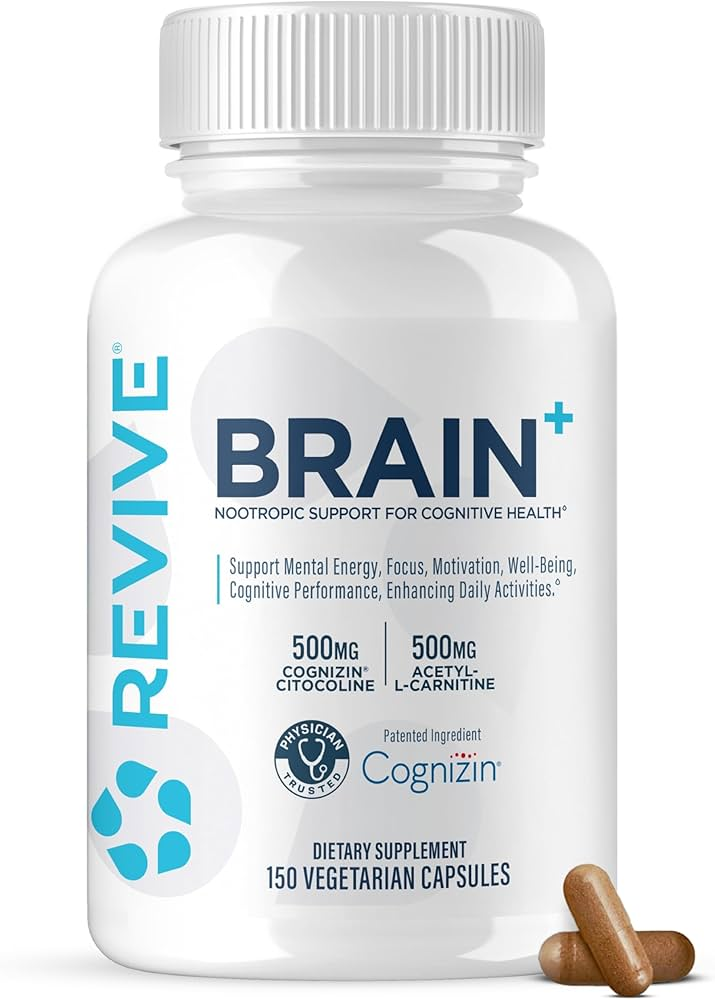 REVIVE®
BRAIN+
NOOTROPIC SUPPORT FOR COGNITIVE HEALTH◊
Support Mental Energy, Focus, Motivation, Well-Being,
Cognitive Performance, Enhancing Daily Activities.◊
500MG
COGNIZIN®
CITOCOLINE
500MG
ACETYL-
L-CARNITINE
PHYSICIAN
TRUSTED
Patented Ingredient
Cognizin®
DIETARY SUPPLEMENT
150 VEGETARIAN CAPSULES